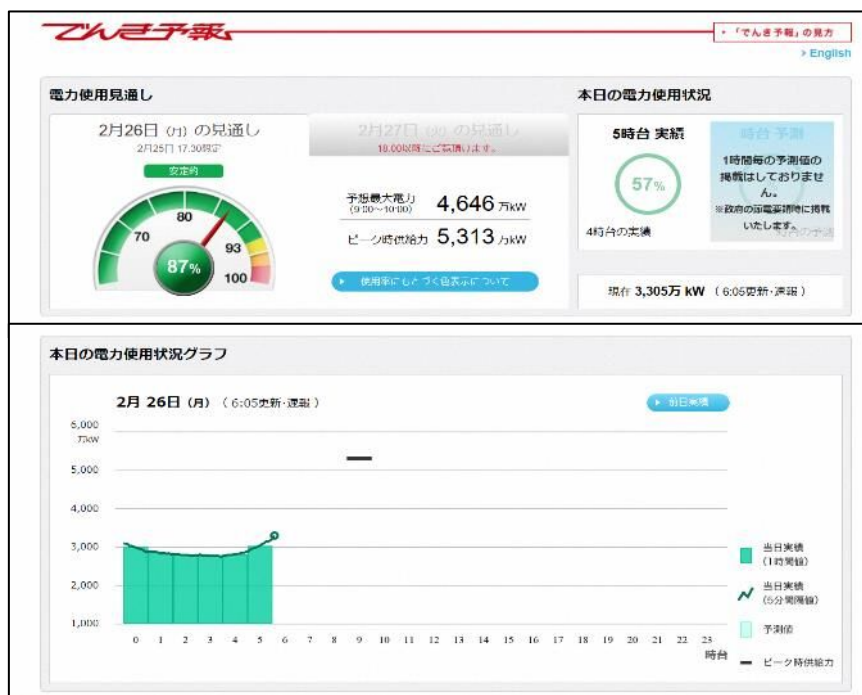 でんき予報
・「でんき予報」の見方
> English
電力使用見通し
2月26日 (月) の見通し
2月25日 17:30設定
安定的
70
80
93
100
87%
2月27日 (火) の見通し
18:00以降にご覧頂けます。
予想最大電力
(9:00～10:00)
4,646 万kW
ピーク時供給力 5,313 万kW
使用率にもとづく色表示について
本日の電力使用状況
5時台 実績
57%
4時台の実績
時台 予測
1時間毎の予測値の
掲載はしておりませ
ん。
※政府の節電要請時に掲載
いたします。
時台の予測
現在 3,305万 kW （ 6:05更新・速報 ）
本日の電力使用状況グラフ
2月 26日 (月) （ 6:05更新・速報 ）
前日実績
6,000
万kW
5,000
4,000
3,000
2,000
1,000
0 1 2 3 4 5 6 7 8 9 10 11 12 13 14 15 16 17 18 19 20 21 22 23
時台
当日実績
(1時間値)
当日実績
(5分間隔値)
予測値
ピーク時供給力